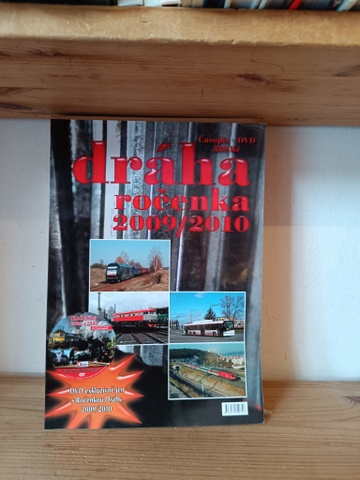 Časopis + DVD
dráha
ročenka
2009/2010
DVD exkluzivně jen
s Ročenkou Dráhy
2009/2010